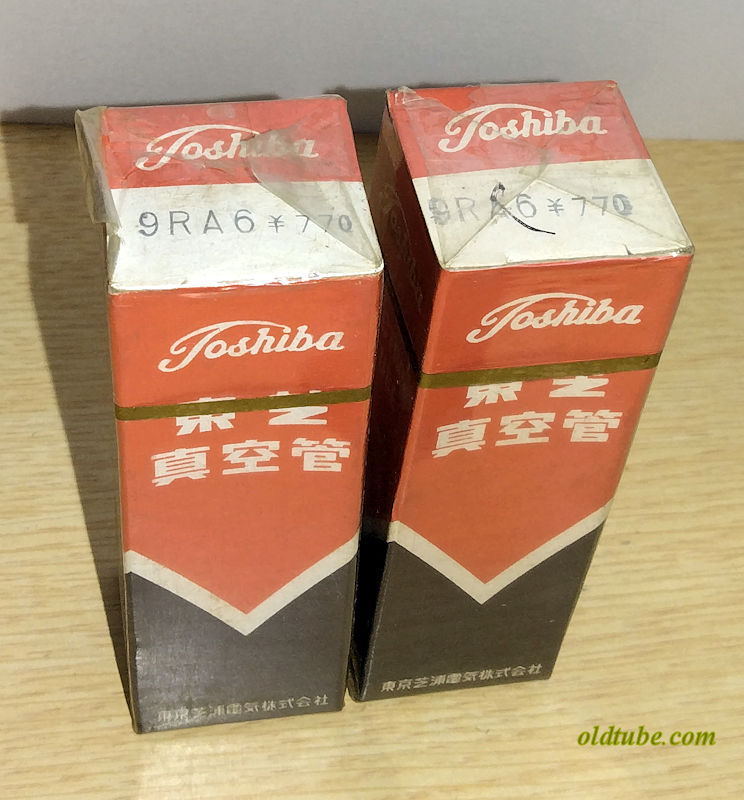 Toshiba
9RA6 ¥770
Toshiba
東芝
真空管
東京芝浦電気株式会社
Toshiba
9RA6 ¥770
Toshiba
東芝
真空管
東京芝浦電気株式会社
oldtube.com